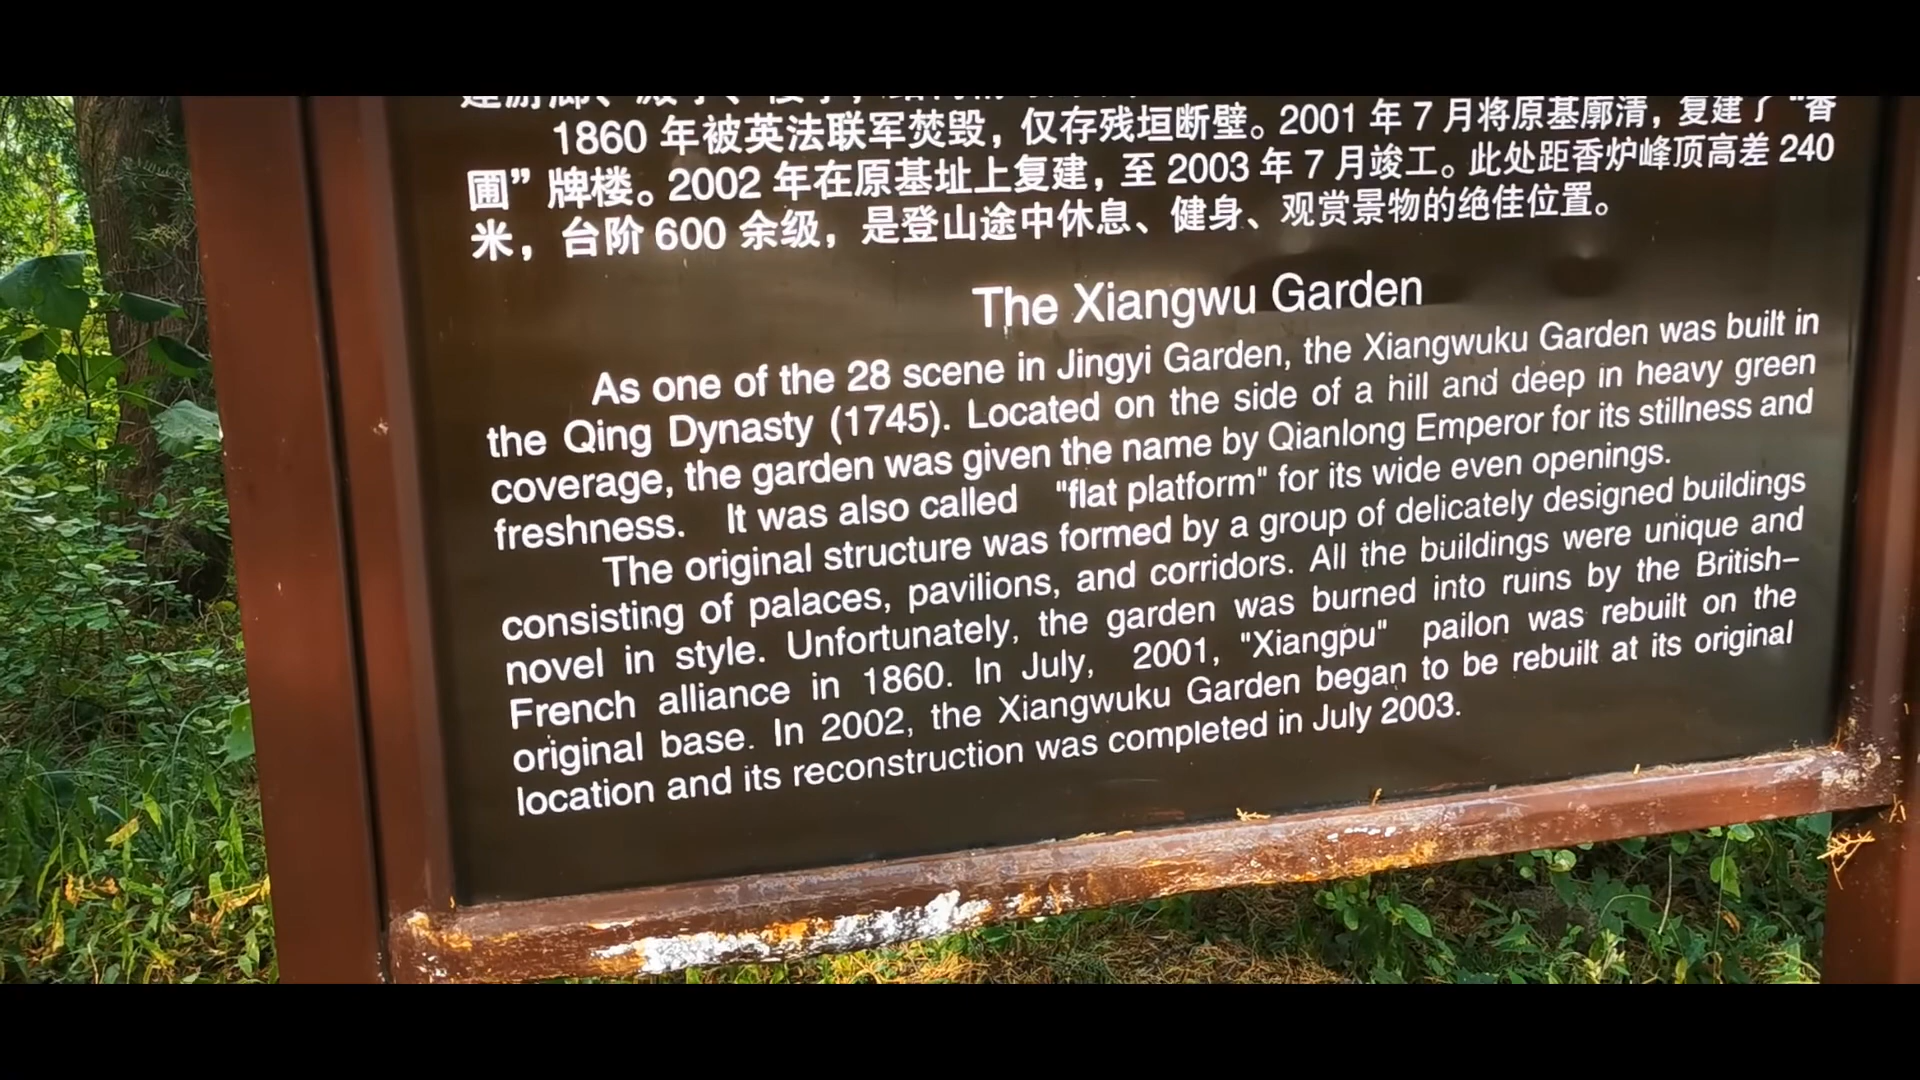 1860 年被英法联军焚毁，仅存残垣断壁。2001 年 7 月将原基廓清，复建了“香
圃”牌楼。2002 年在原基址上复建，至 2003 年 7 月竣工。此处距香炉峰顶高差 240
米，台阶 600 余级，是登山途中休息、健身、观赏景物的绝佳位置。
The Xiangwu Garden
As one of the 28 scene in Jingyi Garden, the Xiangwuku Garden was built in
the Qing Dynasty (1745). Located on the side of a hill and deep in heavy green
coverage, the garden was given the name by Qianlong Emperor for its stillness and
freshness. It was also called "flat platform" for its wide even openings.
The original structure was formed by a group of delicately designed buildings
consisting of palaces, pavilions, and corridors. All the buildings were unique and
novel in style. Unfortunately, the garden was burned into ruins by the British–
French alliance in 1860. In July, 2001, "Xiangpu" pailon was rebuilt on the
original base. In 2002, the Xiangwuku Garden began to be rebuilt at its original
location and its reconstruction was completed in July 2003.